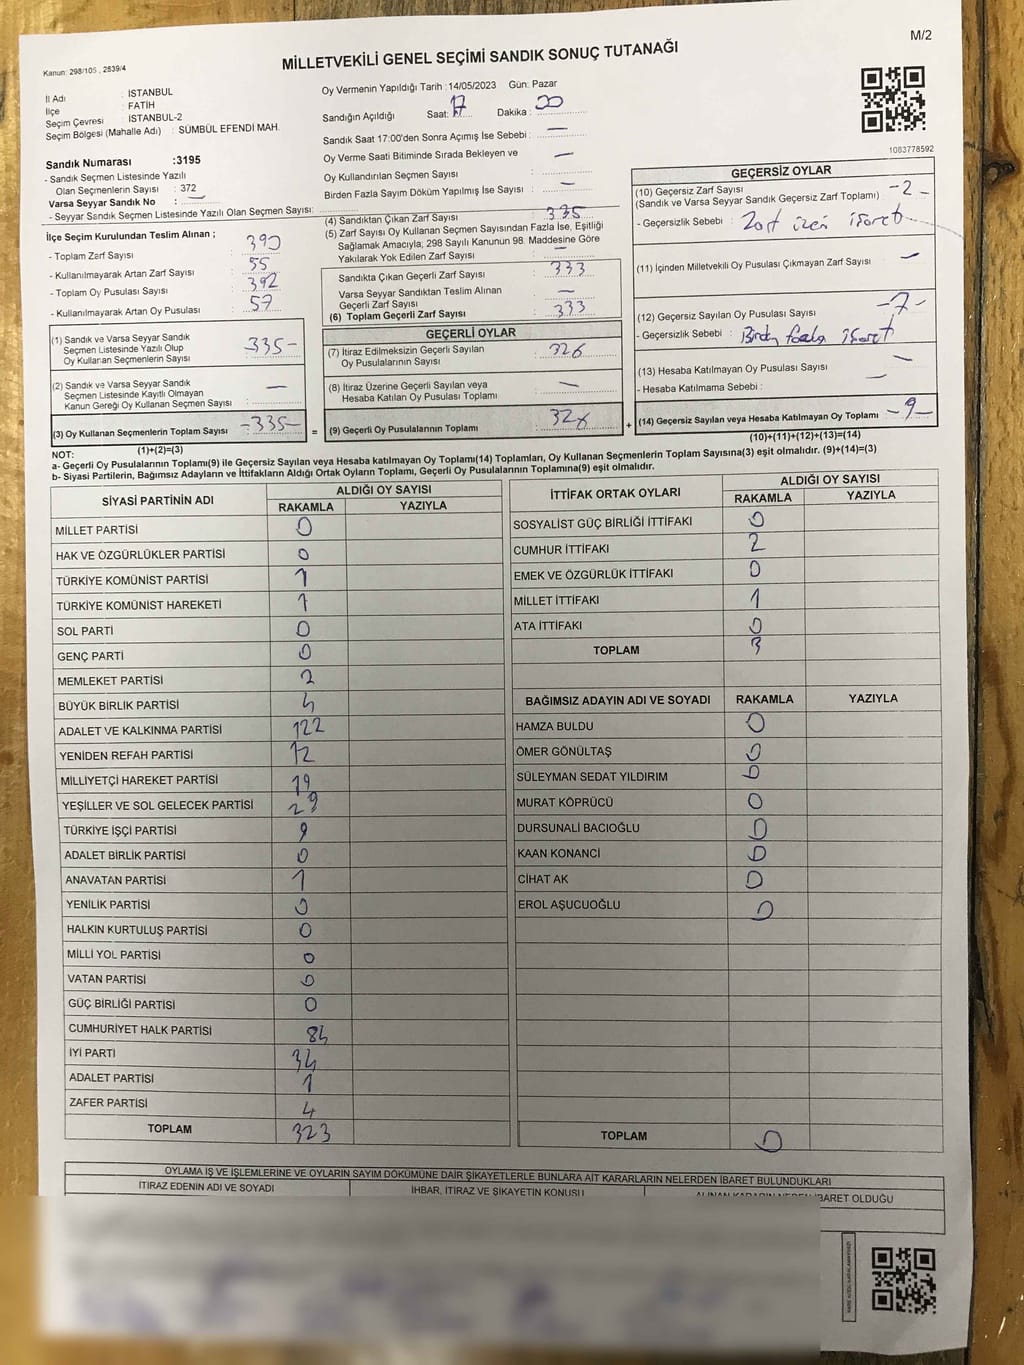 M/2
Kanun: 298/105 , 2839/4
MİLLETVEKİLİ GENEL SEÇİMİ SANDIK SONUÇ TUTANAĞI
İl Adı : İSTANBUL
İlçe : FATİH
Seçim Çevresi : İSTANBUL-2
Seçim Bölgesi (Mahalle Adı) : SÜMBÜL EFENDİ MAH.
Sandık Numarası :3195
- Sandık Seçmen Listesinde Yazılı
Olan Seçmenlerin Sayısı : 372
Varsa Seyyar Sandık No : —
- Seyyar Sandık Seçmen Listesinde Yazılı Olan Seçmen Sayısı:
Oy Vermenin Yapıldığı Tarih :14/05/2023 Gün: Pazar
Sandığın Açıldığı Saat: 17 Dakika : 00
Sandık Saat 17:00'den Sonra Açımış İse Sebebi : —
Oy Verme Saati Bitiminde Sırada Bekleyen ve
Oy Kullandırılan Seçmen Sayısı : —
Birden Fazla Sayım Döküm Yapılmış İse Sayısı : —
1083778592
İlçe Seçim Kurulundan Teslim Alınan ;
- Toplam Zarf Sayısı : 390
- Kullanılmayarak Artan Zarf Sayısı : 55
- Toplam Oy Pusulası Sayısı : 392
- Kullanılmayarak Artan Oy Pusulası : 57
(1) Sandık ve Varsa Seyyar Sandık
Seçmen Listesinde Yazılı Olup
Oy Kullanan Seçmenlerin Sayısı : -335-
(2) Sandık ve Varsa Seyyar Sandık
Seçmen Listesinde Kayıtlı Olmayan
Kanun Gereği Oy Kullanan Seçmen Sayısı : —
(3) Oy Kullanan Seçmenlerin Toplam Sayısı : -335-
(1)+(2)=(3)
(4) Sandıktan Çıkan Zarf Sayısı : 335
(5) Zarf Sayısı Oy Kullanan Seçmen Sayısından Fazla İse, Eşitliği
Sağlamak Amacıyla; 298 Sayılı Kanunun 98. Maddesine Göre
Yakılarak Yok Edilen Zarf Sayısı : —
Sandıkta Çıkan Geçerli Zarf Sayısı : 333
Varsa Seyyar Sandıktan Teslim Alınan
Geçerli Zarf Sayısı : —
(6) Toplam Geçerli Zarf Sayısı : 333
GEÇERLİ OYLAR
(7) İtiraz Edilmeksizin Geçerli Sayılan
Oy Pusulalarının Sayısı : 326
(8) İtiraz Üzerine Geçerli Sayılan veya
Hesaba Katılan Oy Pusulası Toplamı : —
= (9) Geçerli Oy Pusulalarının Toplamı : 326
GEÇERSİZ OYLAR
(10) Geçersiz Zarf Sayısı : -2-
(Sandık ve Varsa Seyyar Sandık Geçersiz Zarf Toplamı)
- Geçersizlik Sebebi : Zarf üzeri işaret
(11) İçinden Milletvekili Oy Pusulası Çıkmayan Zarf Sayısı : —
(12) Geçersiz Sayılan Oy Pusulası Sayısı : -7-
- Geçersizlik Sebebi : Birden fazla işaret
(13) Hesaba Katılmayan Oy Pusulası Sayısı : —
- Hesaba Katılmama Sebebi : —
+ (14) Geçersiz Sayılan veya Hesaba Katılmayan Oy Toplamı : -9-
(10)+(11)+(12)+(13)=(14)
NOT:
a- Geçerli Oy Pusulalarının Toplamı(9) ile Geçersiz Sayılan veya Hesaba katılmayan Oy Toplamı(14) Toplamları, Oy Kullanan Seçmenlerin Toplam Sayısına(3) eşit olmalıdır. (9)+(14)=(3)
b- Siyasi Partilerin, Bağımsız Adayların ve İttifakların Aldığı Ortak Oyların Toplamı, Geçerli Oy Pusulalarının Toplamına(9) eşit olmalıdır.
SİYASİ PARTİNİN ADI ALDIĞI OY SAYISI
RAKAMLA YAZIYLA
MİLLET PARTİSİ 0
HAK VE ÖZGÜRLÜKLER PARTİSİ 0
TÜRKİYE KOMÜNİST PARTİSİ 1
TÜRKİYE KOMÜNİST HAREKETİ 1
SOL PARTİ 0
GENÇ PARTİ 0
MEMLEKET PARTİSİ 2
BÜYÜK BİRLİK PARTİSİ 4
ADALET VE KALKINMA PARTİSİ 122
YENİDEN REFAH PARTİSİ 12
MİLLİYETÇİ HAREKET PARTİSİ 19
YEŞİLLER VE SOL GELECEK PARTİSİ 29
TÜRKİYE İŞÇİ PARTİSİ 9
ADALET BİRLİK PARTİSİ 0
ANAVATAN PARTİSİ 1
YENİLİK PARTİSİ 0
HALKIN KURTULUŞ PARTİSİ 0
MİLLİ YOL PARTİSİ 0
VATAN PARTİSİ 0
GÜÇ BİRLİĞİ PARTİSİ 0
CUMHURİYET HALK PARTİSİ 84
İYİ PARTİ 34
ADALET PARTİSİ 1
ZAFER PARTİSİ 4
TOPLAM 323
İTTİFAK ORTAK OYLARI ALDIĞI OY SAYISI
RAKAMLA YAZIYLA
SOSYALİST GÜÇ BİRLİĞİ İTTİFAKI 0
CUMHUR İTTİFAKI 2
EMEK VE ÖZGÜRLÜK İTTİFAKI 0
MİLLET İTTİFAKI 1
ATA İTTİFAKI 0
TOPLAM 3
BAĞIMSIZ ADAYIN ADI VE SOYADI RAKAMLA YAZIYLA
HAMZA BULDU 0
ÖMER GÖNÜLTAŞ 0
SÜLEYMAN SEDAT YILDIRIM 0
MURAT KÖPRÜCÜ 0
DURSUNALİ BACIOĞLU 0
KAAN KONANCİ 0
CİHAT AK 0
EROL AŞUCUOĞLU 0
TOPLAM 0
OYLAMA İŞ VE İŞLEMLERİNE VE OYLARIN SAYIM DÖKÜMÜNE DAİR ŞİKAYETLERLE BUNLARA AİT KARARLARIN NELERDEN İBARET BULUNDUKLARI
İTİRAZ EDENİN ADI VE SOYADI İHBAR, İTİRAZ VE ŞİKAYETİN KONUSU ALINAN KARARIN NEDEN İBARET OLDUĞU